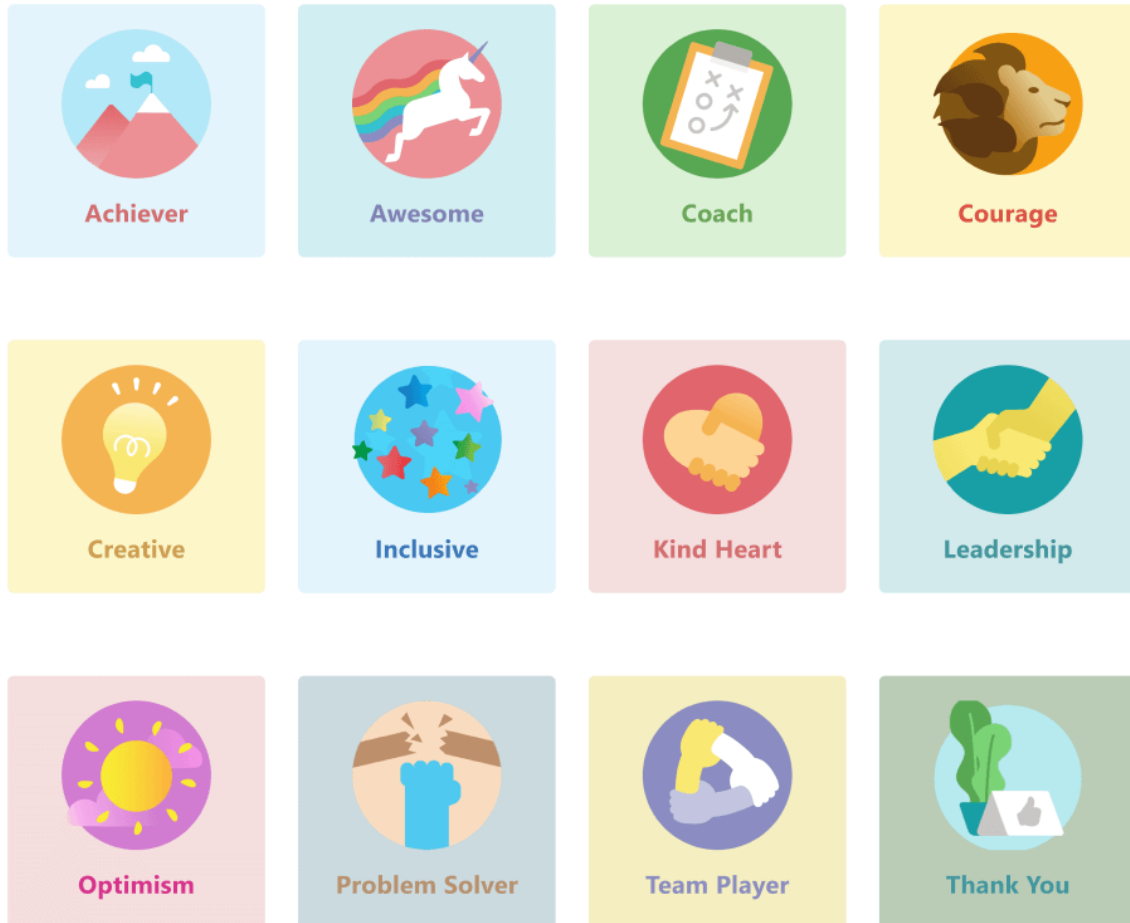 Achiever
Awesome
Coach
Courage
Creative
Inclusive
Kind Heart
Leadership
Optimism
Problem Solver
Team Player
Thank You